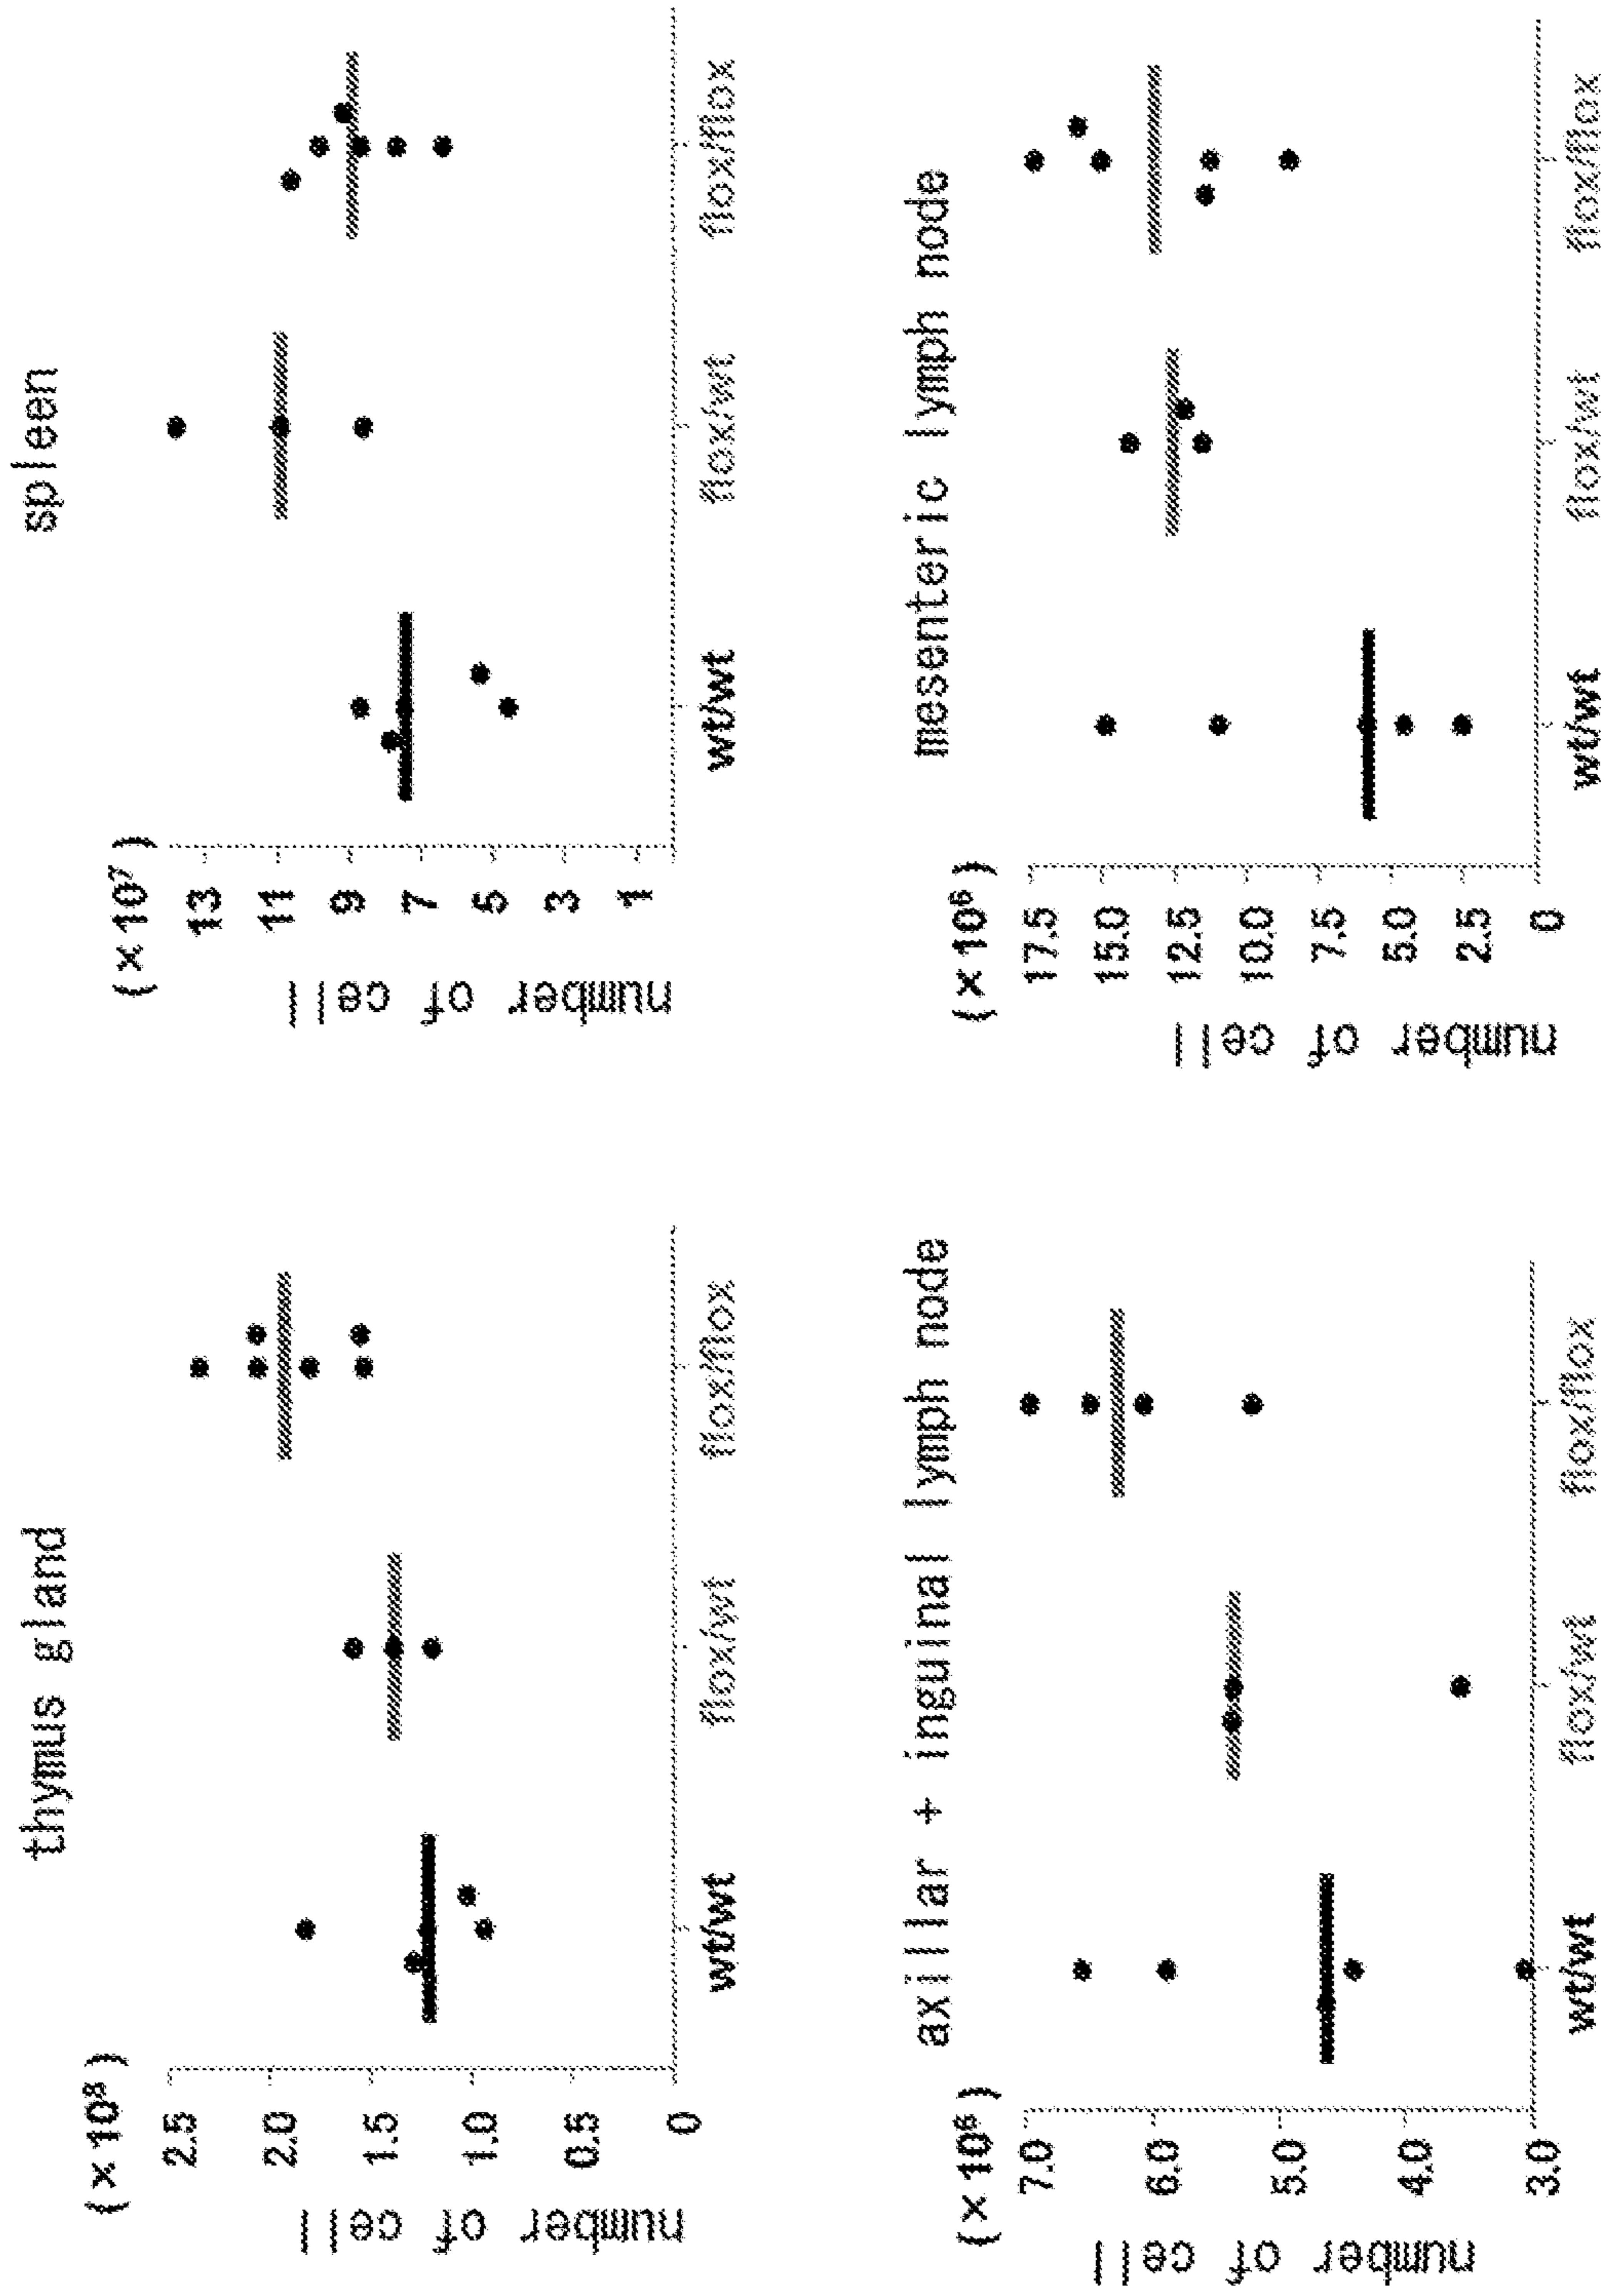 thymus gland
(×10⁸)
number of cell
2.5
2.0
1.5
1.0
0.5
0
wt/wt
flox/wt
flox/flox
spleen
(×10⁷)
number of cell
13
11
9
7
5
3
1
wt/wt
flox/wt
flox/flox
axillar + inguinal lymph node
(×10⁶)
number of cell
7.0
6.0
5.0
4.0
3.0
wt/wt
flox/wt
flox/flox
mesenteric lymph node
(×10⁶)
number of cell
17.5
15.0
12.5
10.0
7.5
5.0
2.5
0
wt/wt
flox/wt
flox/flox